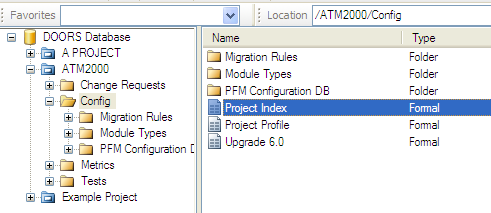 Favorites
Location /ATM2000/Config
DOORS Database
A PROJECT
ATM2000
Change Requests
Config
Migration Rules
Module Types
PFM Configuration D
Metrics
Tests
Example Project
Name Type
Migration Rules Folder
Module Types Folder
PFM Configuration DB Folder
Project Index Formal
Project Profile Formal
Upgrade 6.0 Formal